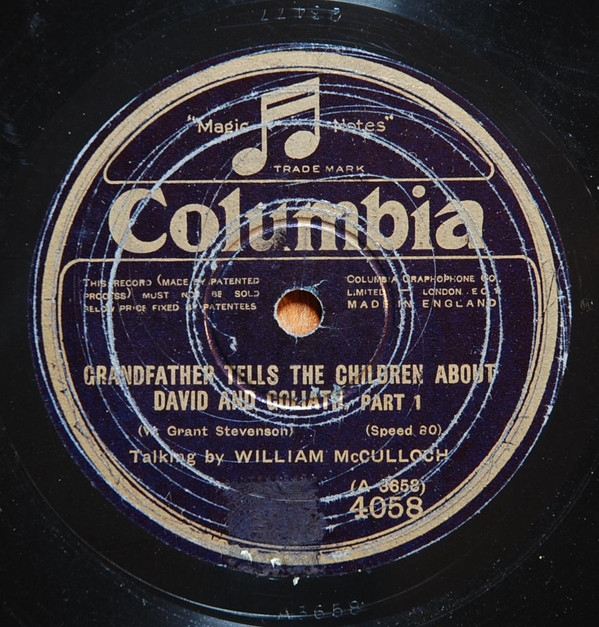 "Magic Notes"
TRADE MARK
Columbia
THIS RECORD (MADE BY PATENTED
PROCESS) MUST NOT BE SOLD
BELOW PRICE FIXED BY PATENTEES
COLUMBIA GRAPHOPHONE CO.
LIMITED LONDON. E.C.
MADE IN ENGLAND
GRANDFATHER TELLS THE CHILDREN ABOUT
DAVID AND GOLIATH, PART 1
Grant Stevenson) (Speed 80)
Talking by WILLIAM McCULLOCH
(A 3658)
4058
A3658